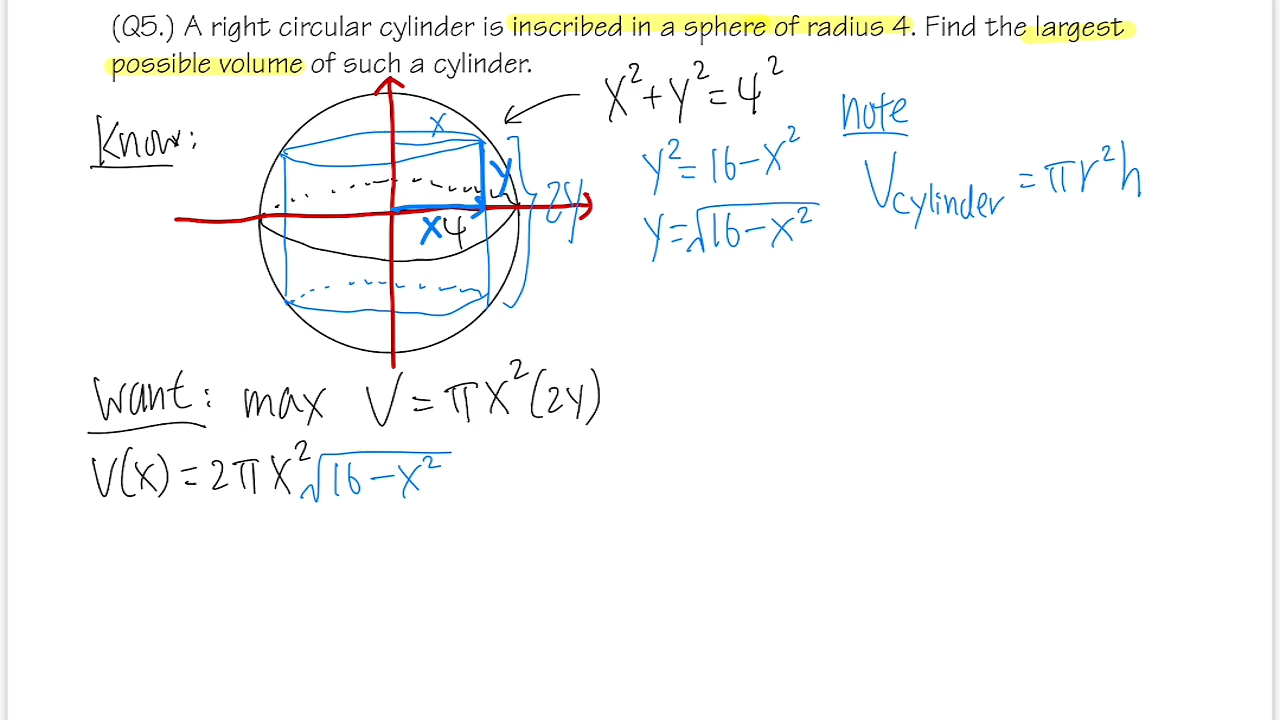 (Q5.) A right circular cylinder is inscribed in a sphere of radius 4. Find the largest
possible volume of such a cylinder.
Know:
x
y
2y
x 4
x² + y² = 4²
y² = 16 - x²
y = √(16 - x²)
note
V cylinder = πr²h
Want: max V = πx²(2y)
V(x) = 2πx²√(16 - x²)